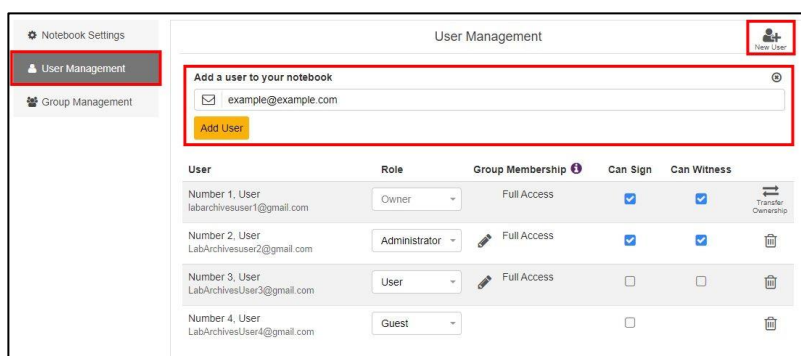 Notebook Settings
User Management
Group Management
User Management
New User
Add a user to your notebook
example@example.com
Add User
User Role Group Membership Can Sign Can Witness
Number 1, User Owner Full Access
labarchivesuser1@gmail.com
Transfer
Ownership
Number 2, User Administrator Full Access
LabArchivesuser2@gmail.com
Number 3, User User Full Access
LabArchivesUser3@gmail.com
Number 4, User Guest
LabArchivesUser4@gmail.com